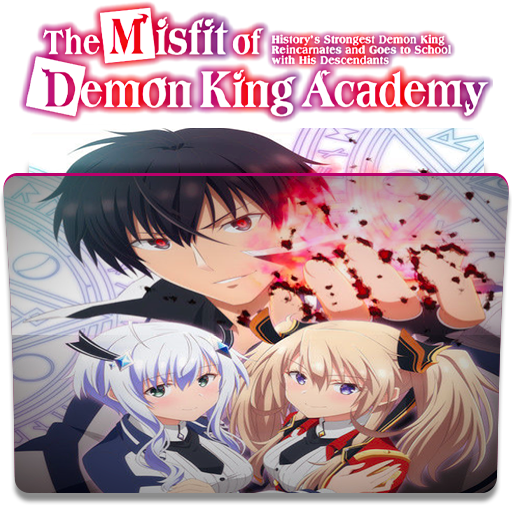 The Misfit of
History's Strongest Demon King
Reincarnates and Goes to School
with His Descendants
Demon King Academy